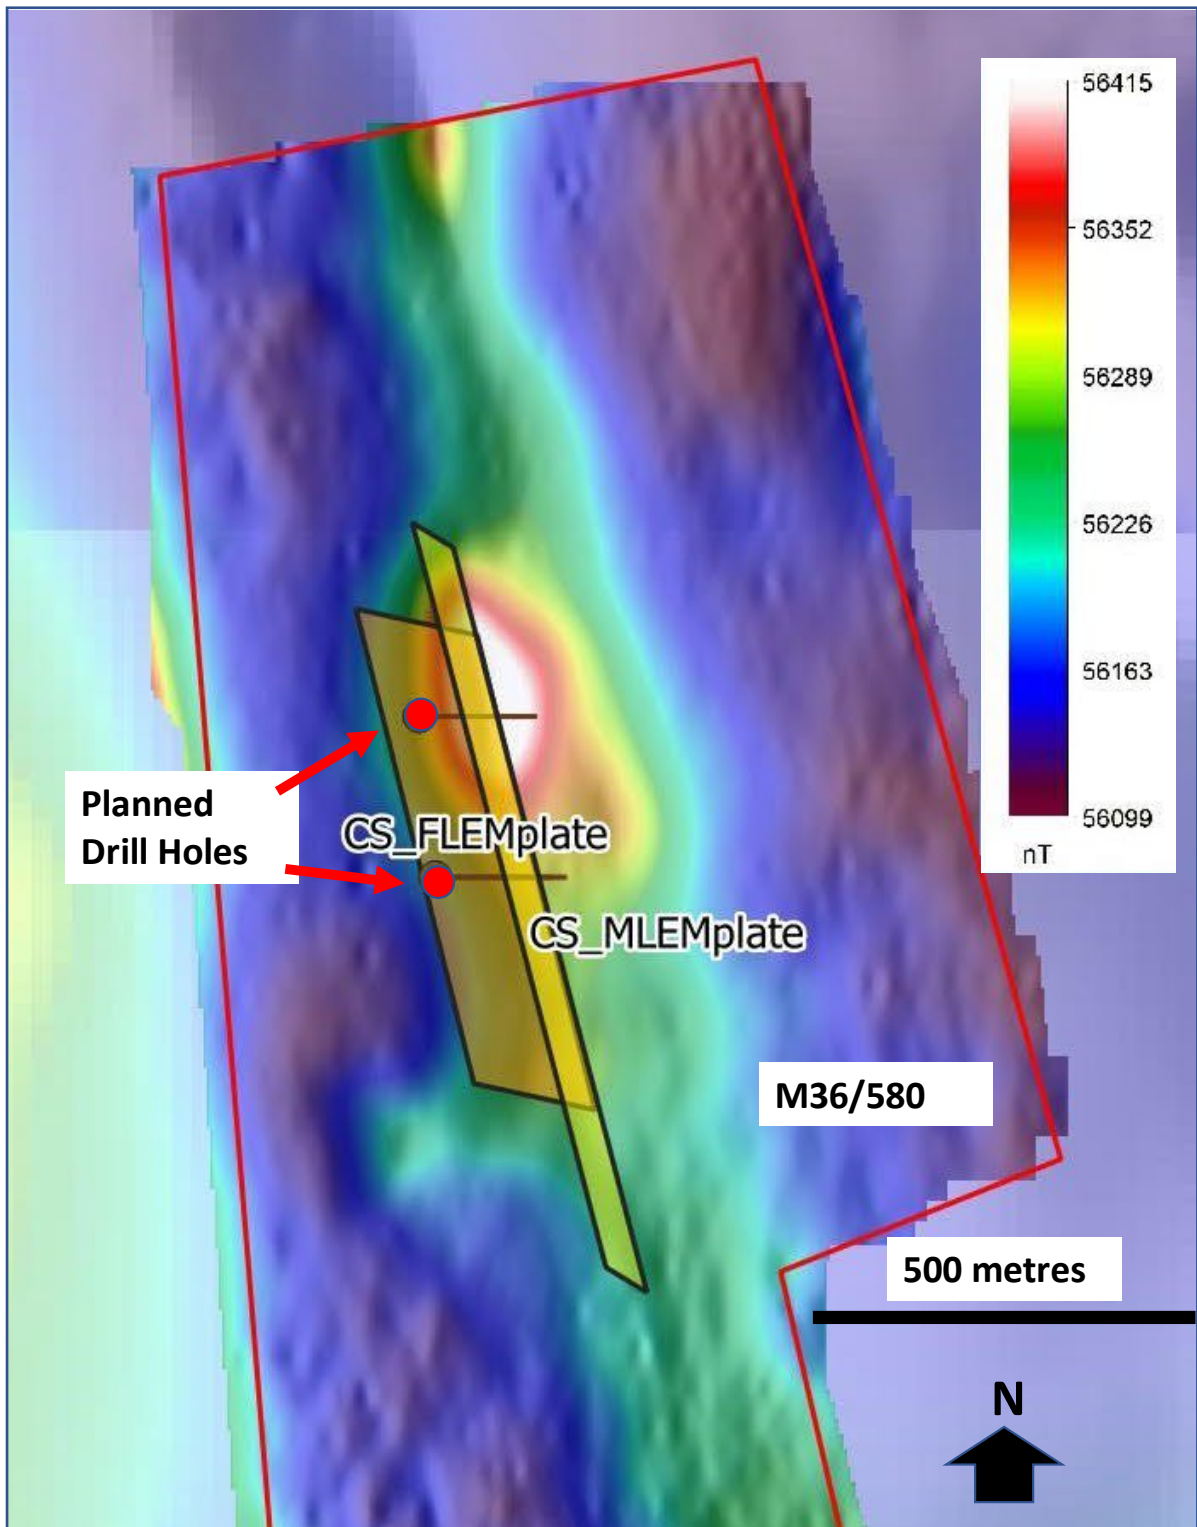 56415
56352
56289
56226
56163
56099
nT
Planned
Drill Holes
CS_FLEMplate
CS_MLEMplate
M36/580
500 metres
N